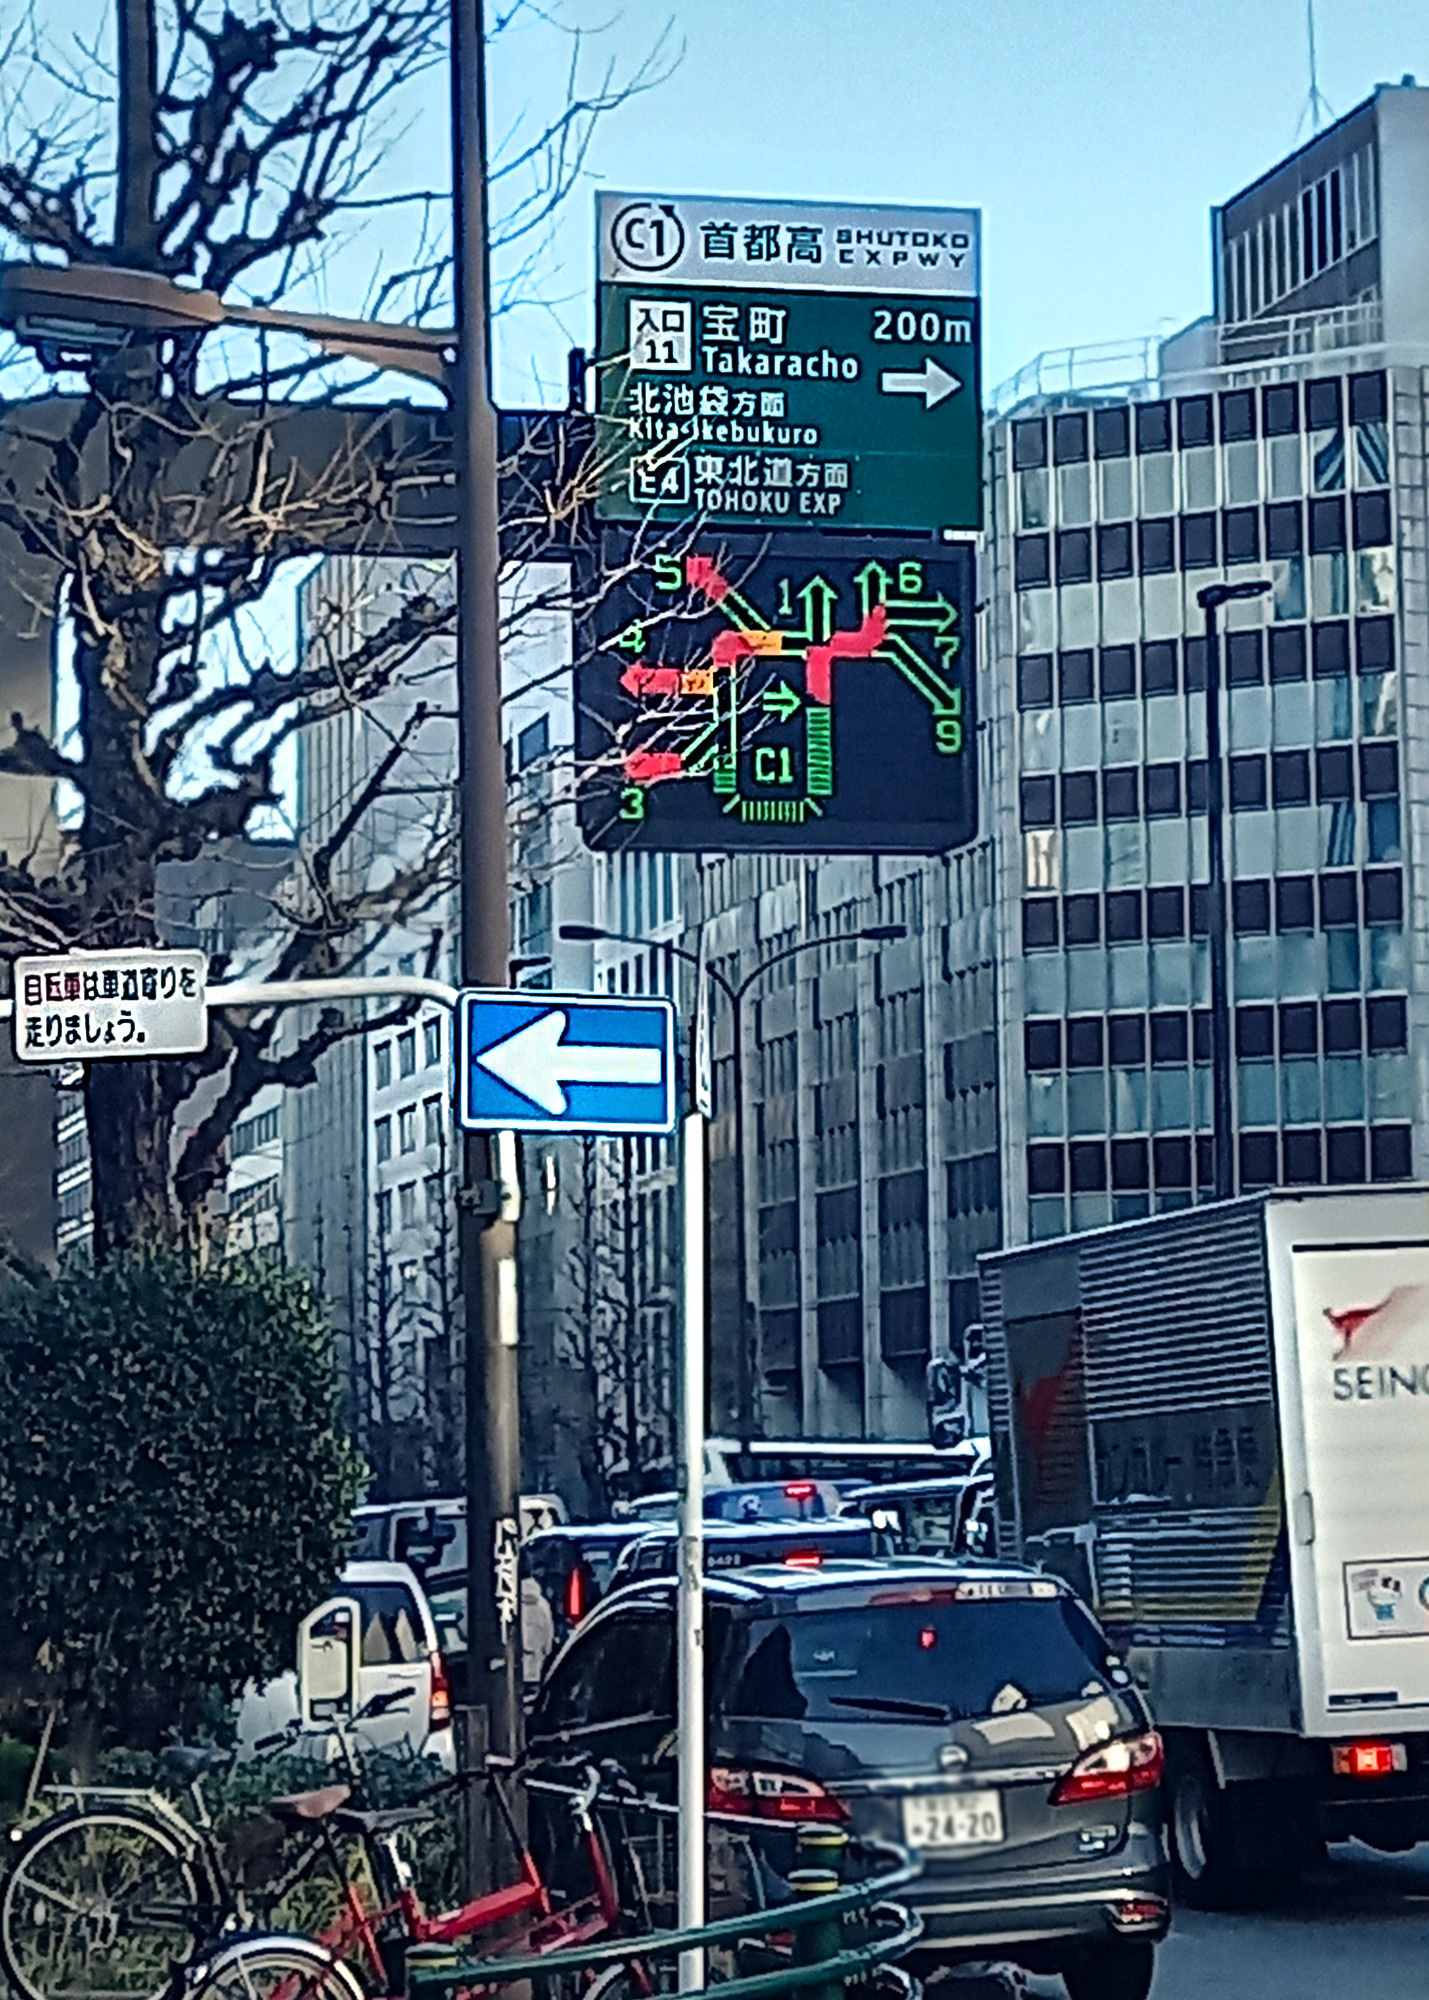 C1 首都高 SHUTOKO EXPWY
入口 11 宝町 200m
Takaracho
北池袋方面
Kita-Ikebukuro
E4 東北道方面
TOHOKU EXP
5 1 6
4 7
9
C1
3
自転車は車道寄りを
走りましょう。
SEINO
24-20